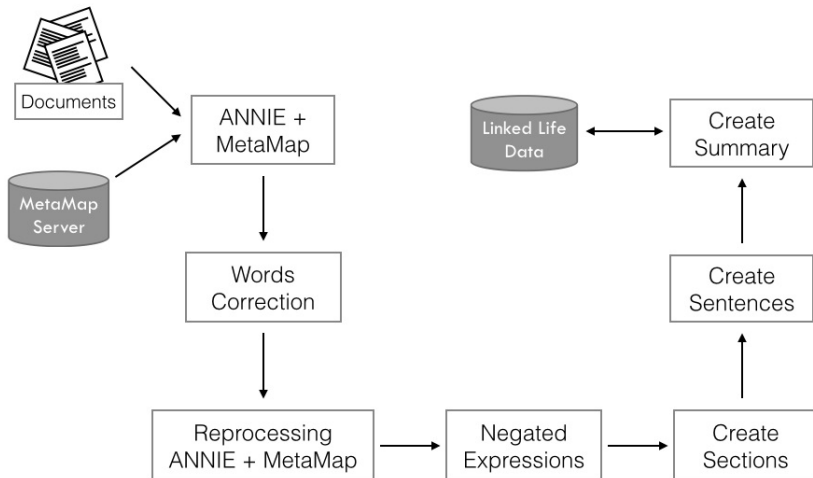 Documents
ANNIE +
MetaMap
MetaMap
Server
Words
Correction
Reprocessing
ANNIE + MetaMap
Negated
Expressions
Create
Sections
Create
Sentences
Create
Summary
Linked Life
Data